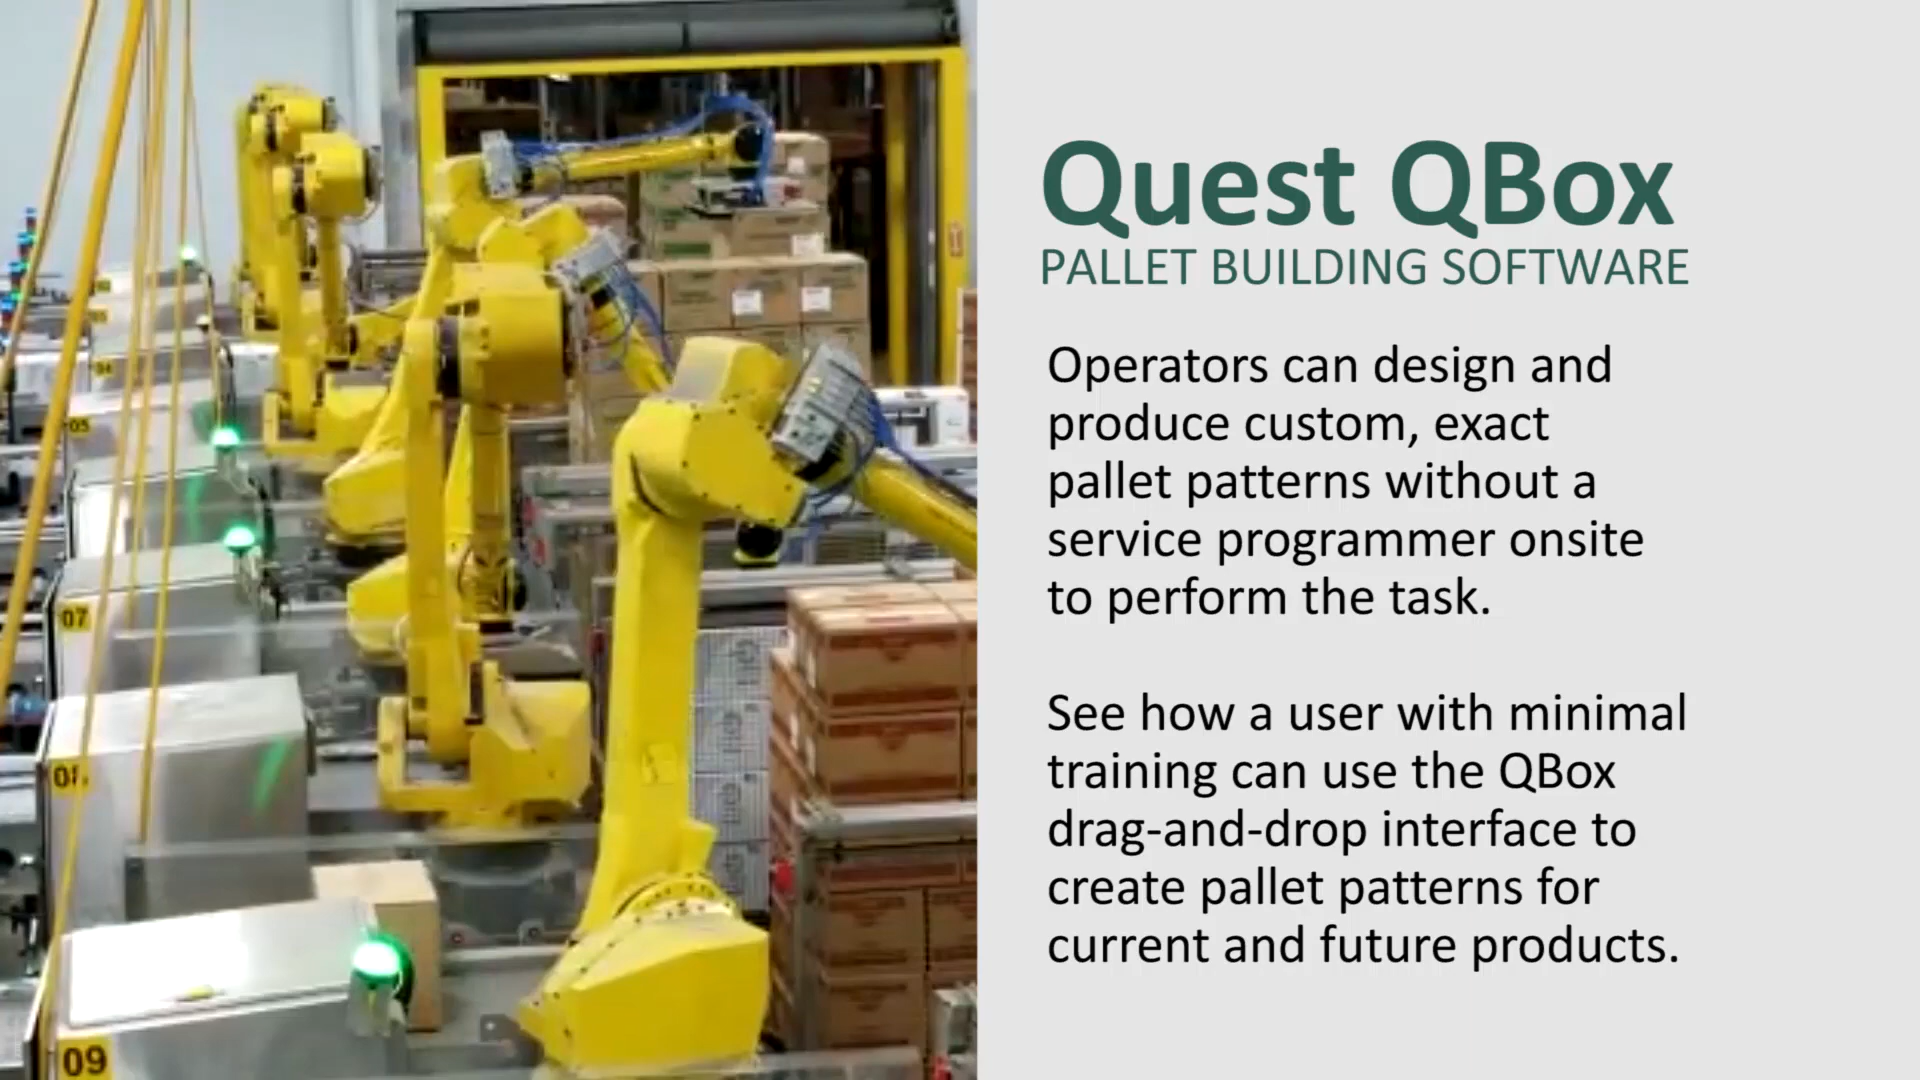 Quest QBox
PALLET BUILDING SOFTWARE
Operators can design and
produce custom, exact
pallet patterns without a
service programmer onsite
to perform the task.
See how a user with minimal
training can use the QBox
drag-and-drop interface to
create pallet patterns for
current and future products.
05
07
08
09